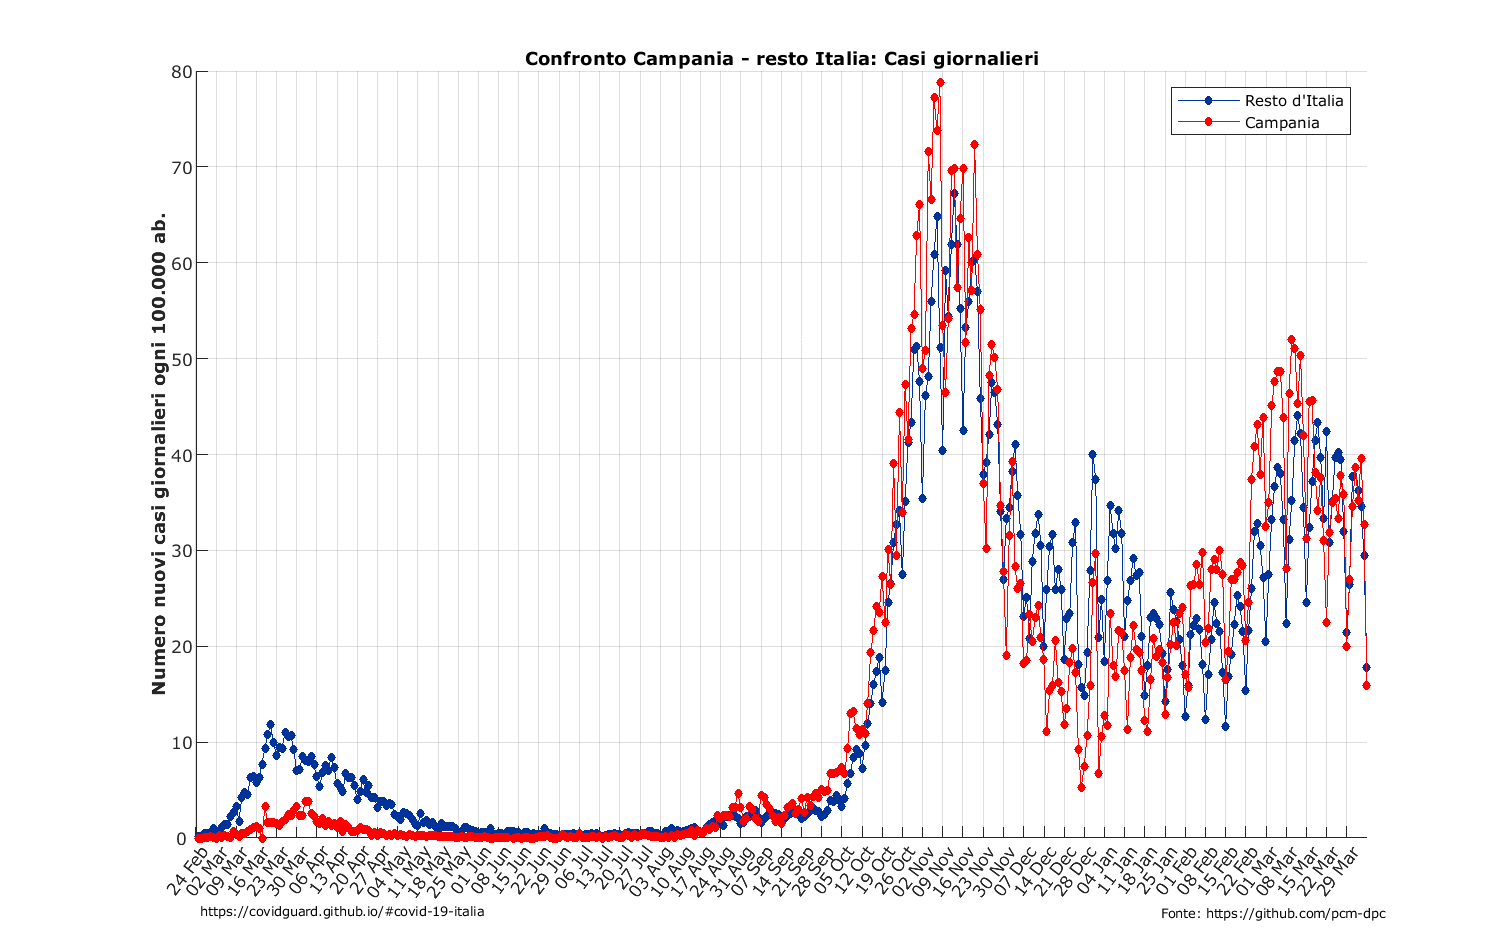 Confronto Campania - resto Italia: Casi giornalieri
Resto d'Italia
Campania
Numero nuovi casi giornalieri ogni 100.000 ab.
80
70
60
50
40
30
20
10
0
24 Feb
02 Mar
09 Mar
16 Mar
23 Mar
30 Mar
06 Apr
13 Apr
20 Apr
27 Apr
04 May
11 May
18 May
25 May
01 Jun
08 Jun
15 Jun
22 Jun
29 Jun
06 Jul
13 Jul
20 Jul
27 Jul
03 Aug
10 Aug
17 Aug
24 Aug
31 Aug
07 Sep
14 Sep
21 Sep
28 Sep
05 Oct
12 Oct
19 Oct
26 Oct
02 Nov
09 Nov
16 Nov
23 Nov
30 Nov
07 Dec
14 Dec
21 Dec
28 Dec
04 Jan
11 Jan
18 Jan
25 Jan
01 Feb
08 Feb
15 Feb
22 Feb
01 Mar
08 Mar
15 Mar
22 Mar
29 Mar
https://covidguard.github.io/#covid-19-italia
Fonte: https://github.com/pcm-dpc